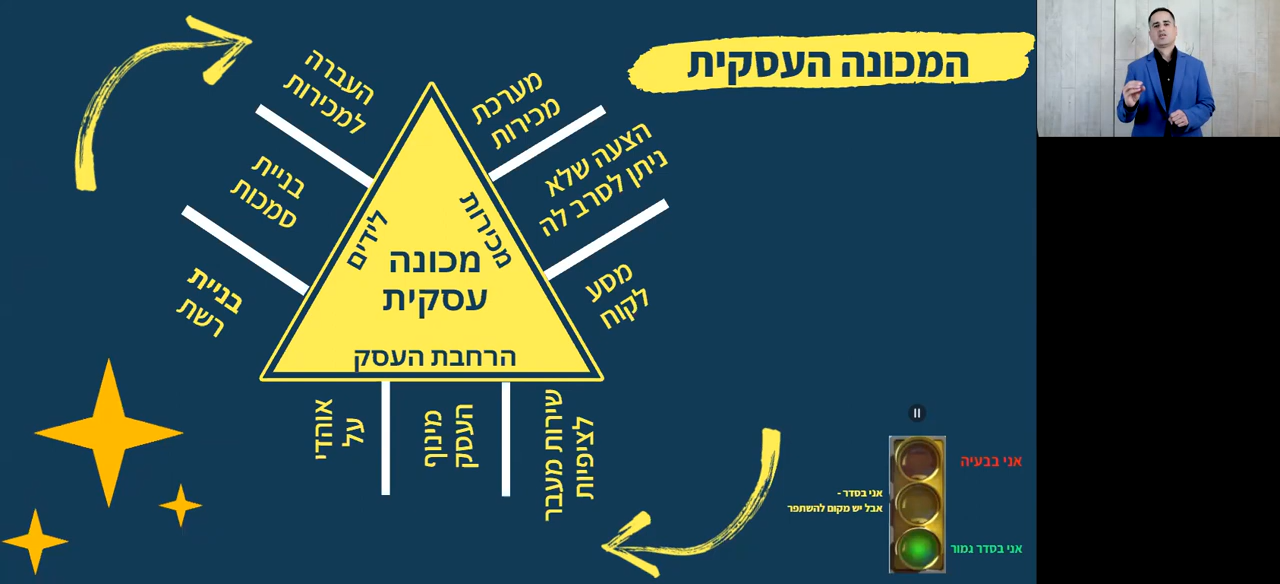 המכונה העסקית
העברה
למכירות
בניית
סמכות
בניית
רשת
מערכת
מכירות
הצעה שלא
ניתן לסרב לה
מסע
לקוח
לידים
מכירות
מכונה
עסקית
הרחבת העסק
שירות מעבר
לציפיות
מינוף
העסק
אוהדי
על
אני בבעיה
אני בסדר -
אבל יש מקום להשתפר
אני בסדר גמור